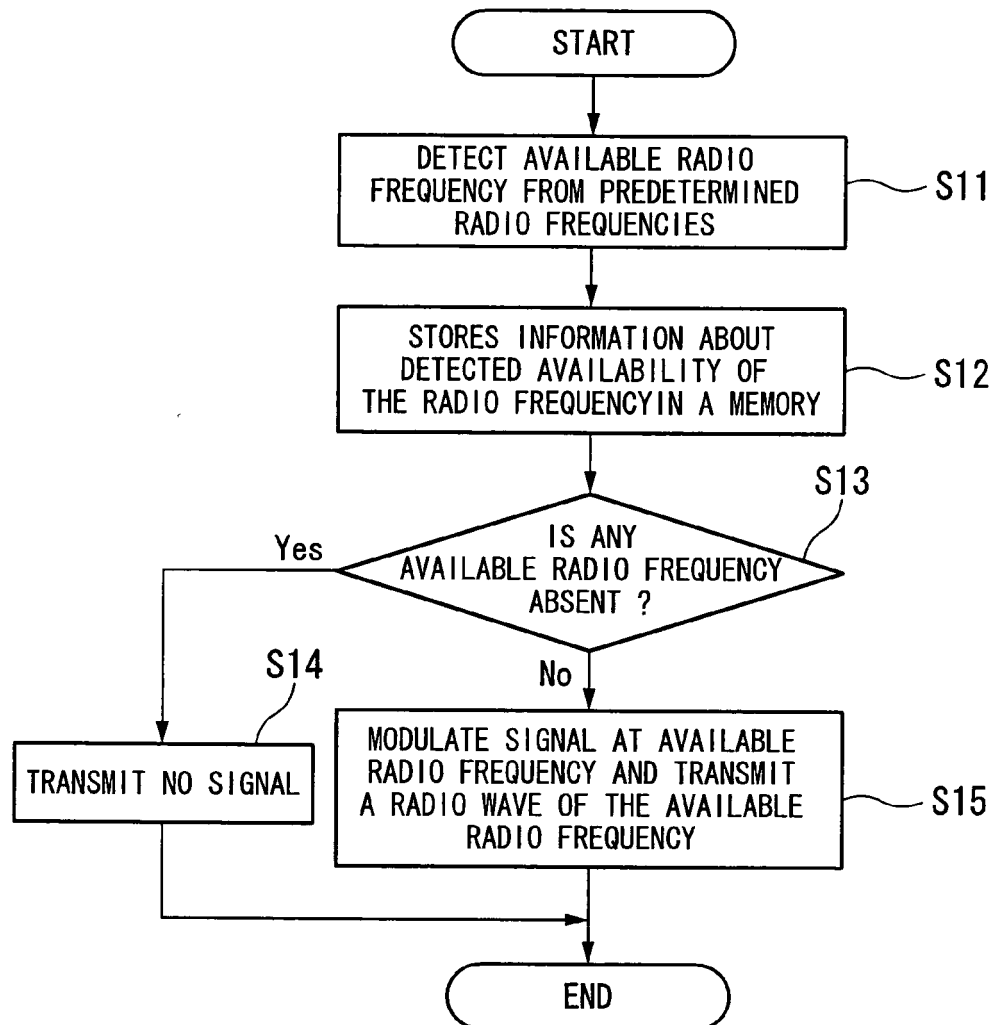 START
DETECT AVAILABLE RADIO
FREQUENCY FROM PREDETERMINED
RADIO FREQUENCIES
S11
STORES INFORMATION ABOUT
DETECTED AVAILABILITY OF
THE RADIO FREQUENCYIN A MEMORY
S12
S13
IS ANY
AVAILABLE RADIO FREQUENCY
ABSENT ?
Yes
No
S14
TRANSMIT NO SIGNAL
MODULATE SIGNAL AT AVAILABLE
RADIO FREQUENCY AND TRANSMIT
A RADIO WAVE OF THE AVAILABLE
RADIO FREQUENCY
S15
END